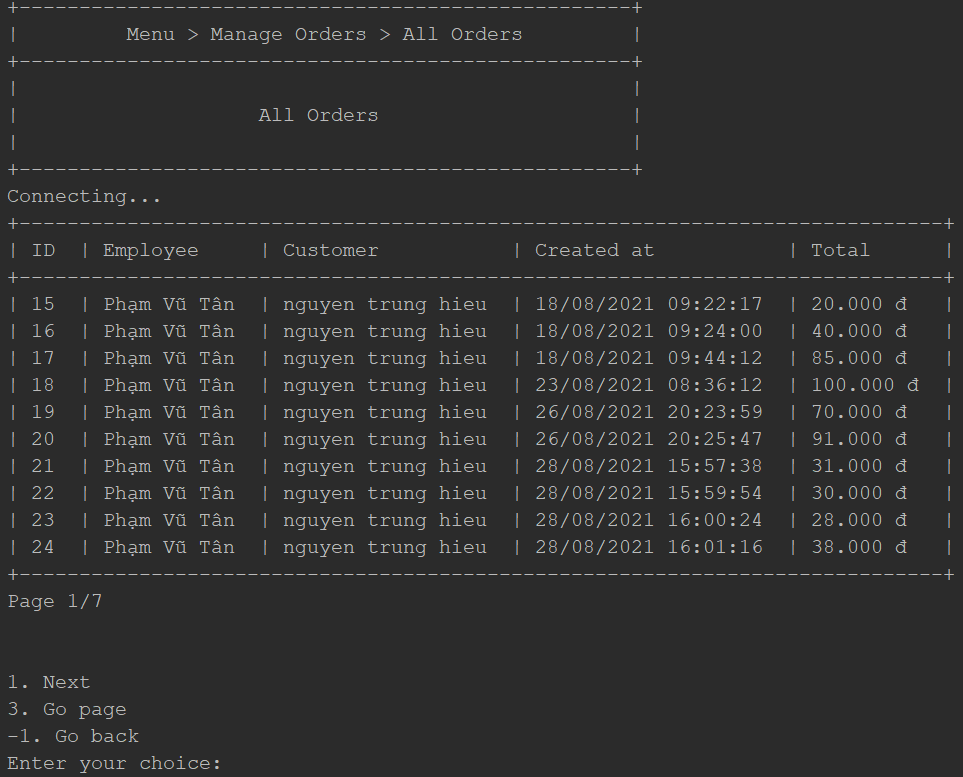 +---------------------------------------------------+
| Menu > Manage Orders > All Orders |
+---------------------------------------------------+
| |
| All Orders |
| |
+---------------------------------------------------+
Connecting...
+-----------------------------------------------------------------------------+
| ID | Employee | Customer | Created at | Total |
+-----------------------------------------------------------------------------+
| 15 | Phạm Vũ Tân | nguyen trung hieu | 18/08/2021 09:22:17 | 20.000 đ |
| 16 | Phạm Vũ Tân | nguyen trung hieu | 18/08/2021 09:24:00 | 40.000 đ |
| 17 | Phạm Vũ Tân | nguyen trung hieu | 18/08/2021 09:44:12 | 85.000 đ |
| 18 | Phạm Vũ Tân | nguyen trung hieu | 23/08/2021 08:36:12 | 100.000 đ |
| 19 | Phạm Vũ Tân | nguyen trung hieu | 26/08/2021 20:23:59 | 70.000 đ |
| 20 | Phạm Vũ Tân | nguyen trung hieu | 26/08/2021 20:25:47 | 91.000 đ |
| 21 | Phạm Vũ Tân | nguyen trung hieu | 28/08/2021 15:57:38 | 31.000 đ |
| 22 | Phạm Vũ Tân | nguyen trung hieu | 28/08/2021 15:59:54 | 30.000 đ |
| 23 | Phạm Vũ Tân | nguyen trung hieu | 28/08/2021 16:00:24 | 28.000 đ |
| 24 | Phạm Vũ Tân | nguyen trung hieu | 28/08/2021 16:01:16 | 38.000 đ |
+-----------------------------------------------------------------------------+
Page 1/7
1. Next
3. Go page
-1. Go back
Enter your choice: